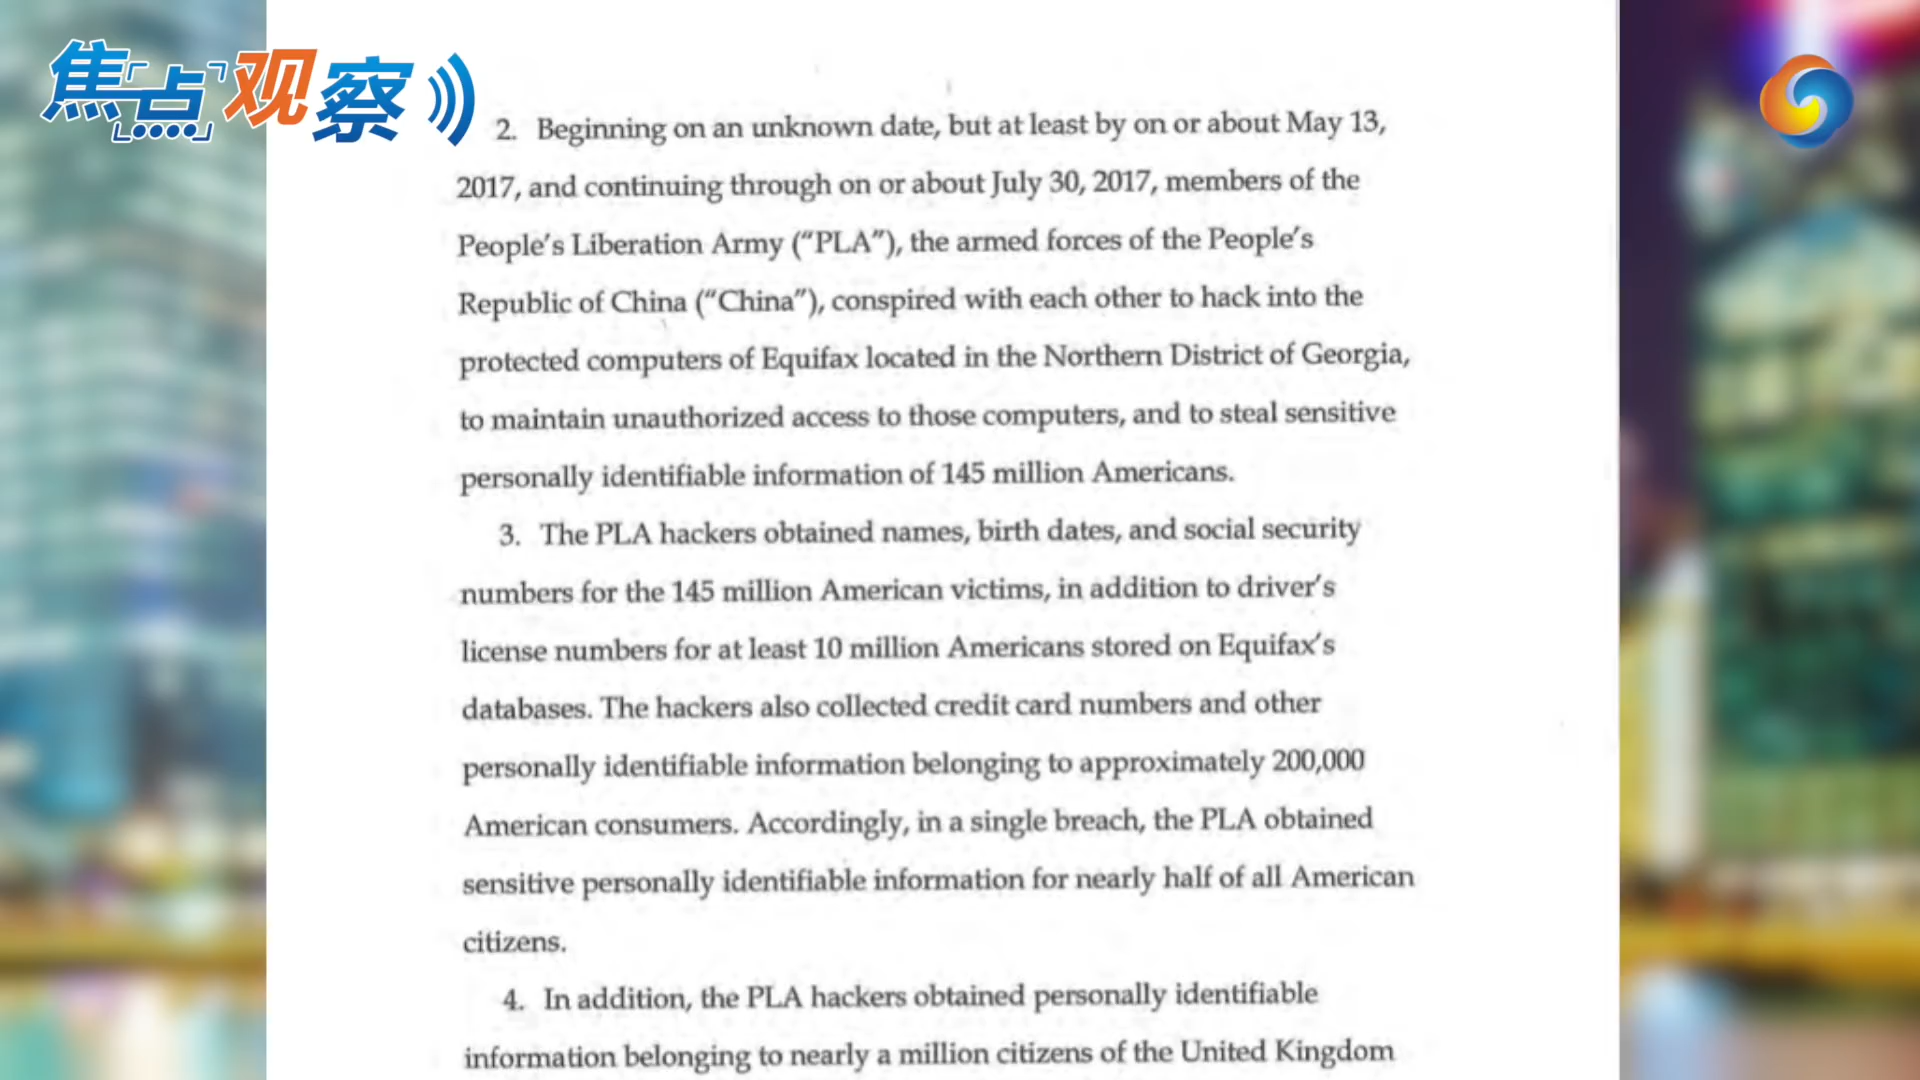 焦点观察
2. Beginning on an unknown date, but at least by on or about May 13,
2017, and continuing through on or about July 30, 2017, members of the
People's Liberation Army ("PLA"), the armed forces of the People's
Republic of China ("China"), conspired with each other to hack into the
protected computers of Equifax located in the Northern District of Georgia,
to maintain unauthorized access to those computers, and to steal sensitive
personally identifiable information of 145 million Americans.
3. The PLA hackers obtained names, birth dates, and social security
numbers for the 145 million American victims, in addition to driver's
license numbers for at least 10 million Americans stored on Equifax's
databases. The hackers also collected credit card numbers and other
personally identifiable information belonging to approximately 200,000
American consumers. Accordingly, in a single breach, the PLA obtained
sensitive personally identifiable information for nearly half of all American
citizens.
4. In addition, the PLA hackers obtained personally identifiable
information belonging to nearly a million citizens of the United Kingdom